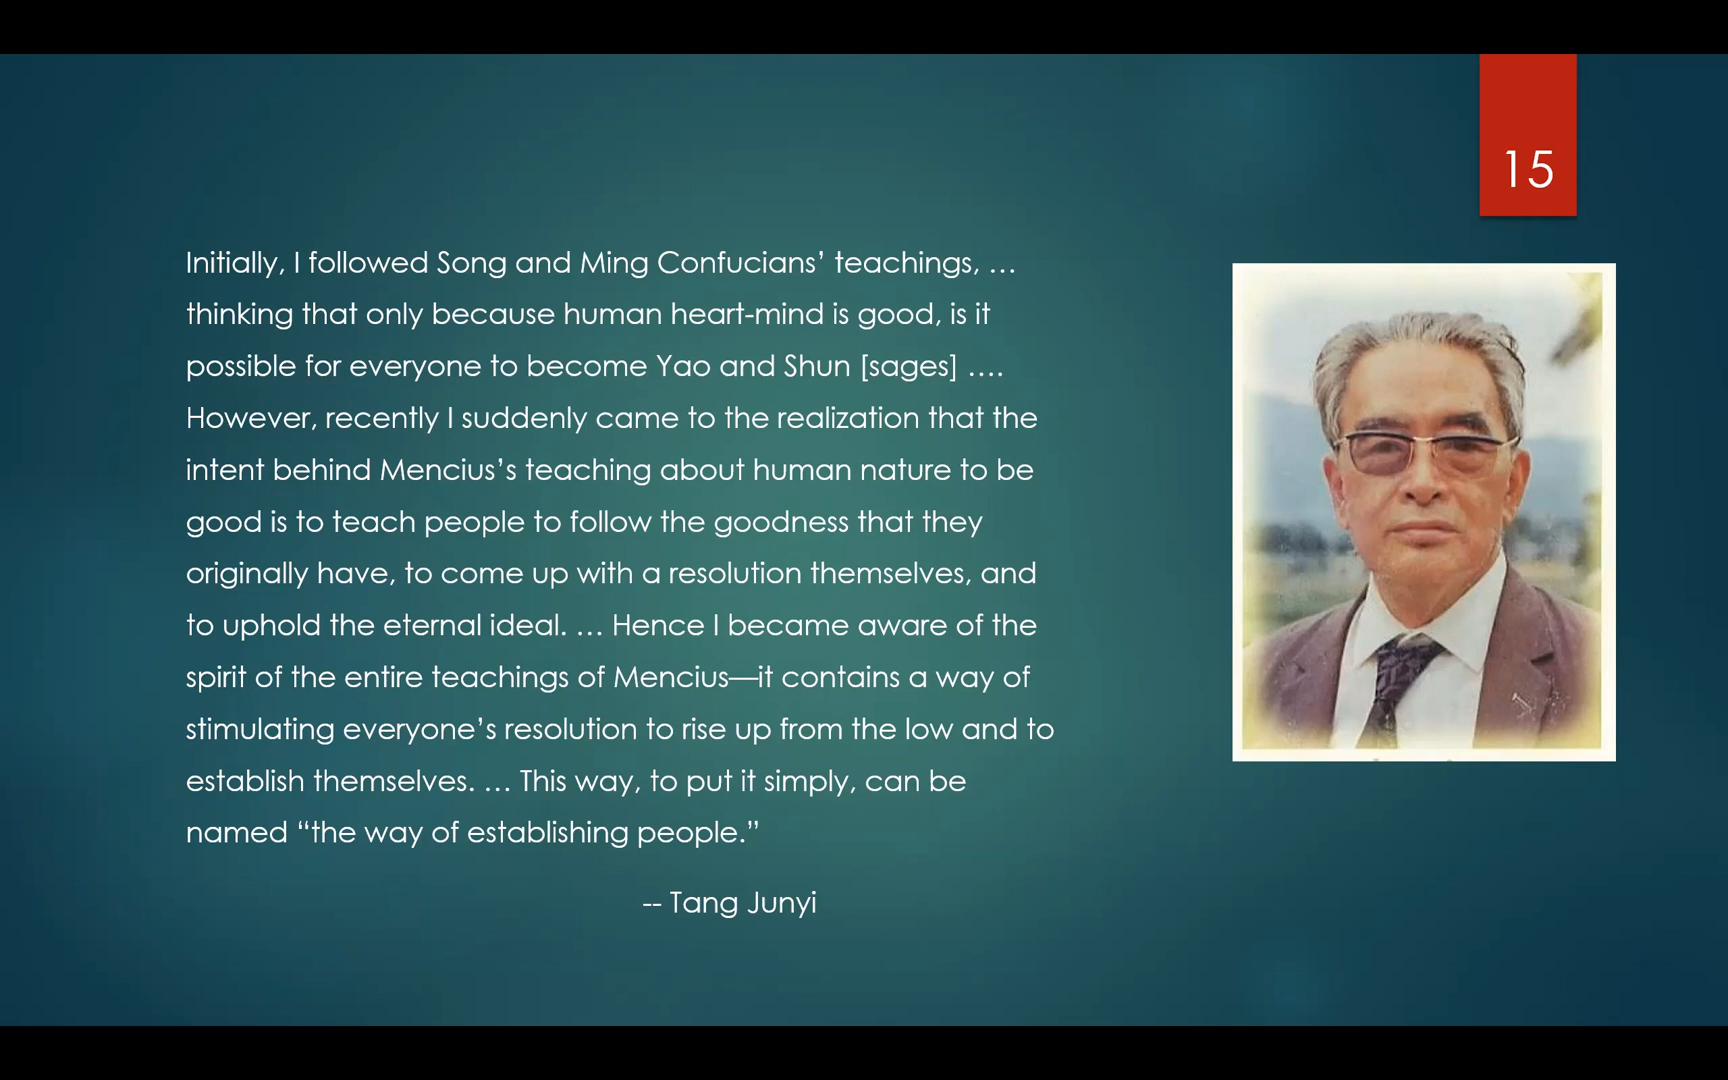 15
Initially, I followed Song and Ming Confucians’ teachings, …
thinking that only because human heart-mind is good, is it
possible for everyone to become Yao and Shun [sages] ….
However, recently I suddenly came to the realization that the
intent behind Mencius’s teaching about human nature to be
good is to teach people to follow the goodness that they
originally have, to come up with a resolution themselves, and
to uphold the eternal ideal. … Hence I became aware of the
spirit of the entire teachings of Mencius—it contains a way of
stimulating everyone’s resolution to rise up from the low and to
establish themselves. … This way, to put it simply, can be
named “the way of establishing people.”
-- Tang Junyi